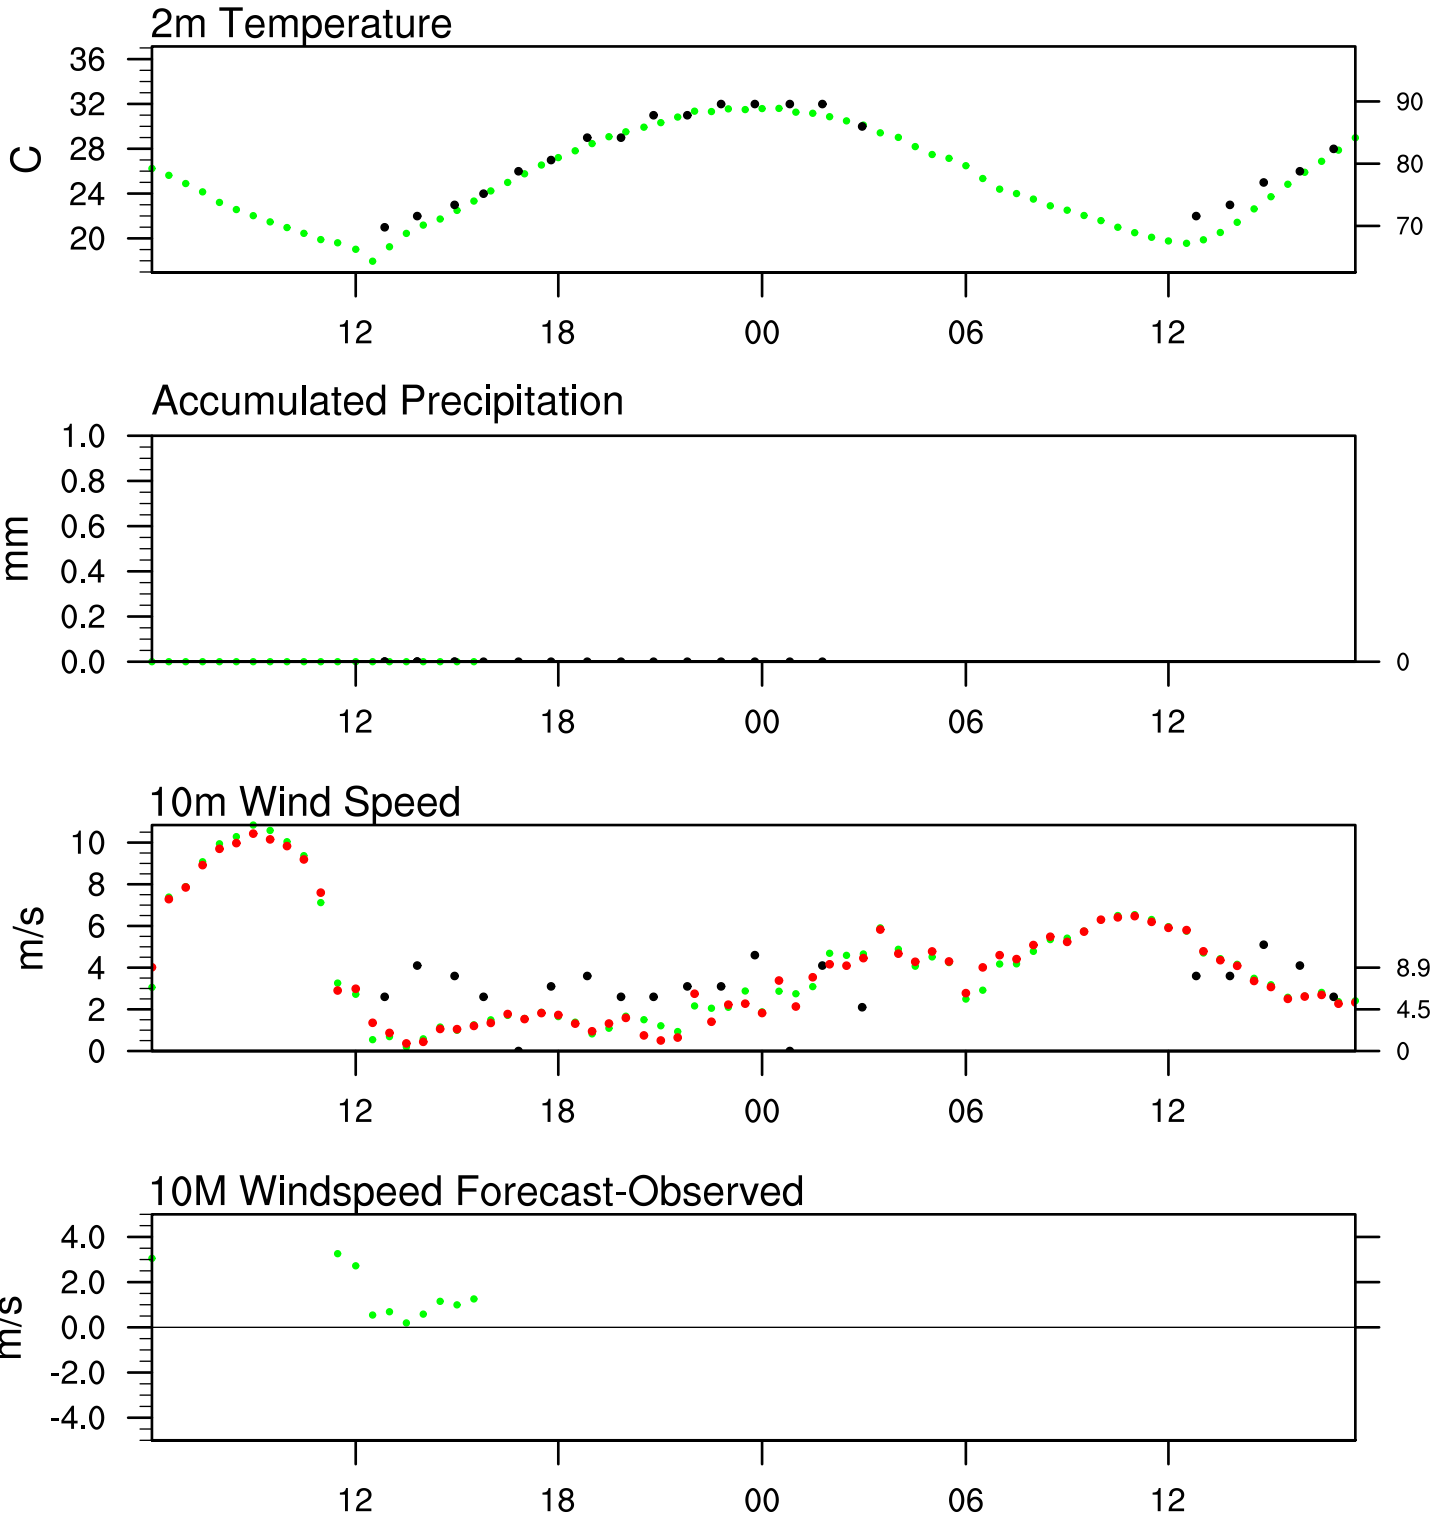 2m Temperature
36
32
28
24
20
C
90
80
70
12 18 00 06 12
Accumulated Precipitation
1.0
0.8
0.6
0.4
0.2
0.0
mm
0
12 18 00 06 12
10m Wind Speed
10
8
6
4
2
0
m/s
8.9
4.5
0
12 18 00 06 12
10M Windspeed Forecast-Observed
4.0
2.0
0.0
-2.0
-4.0
m/s
12 18 00 06 12